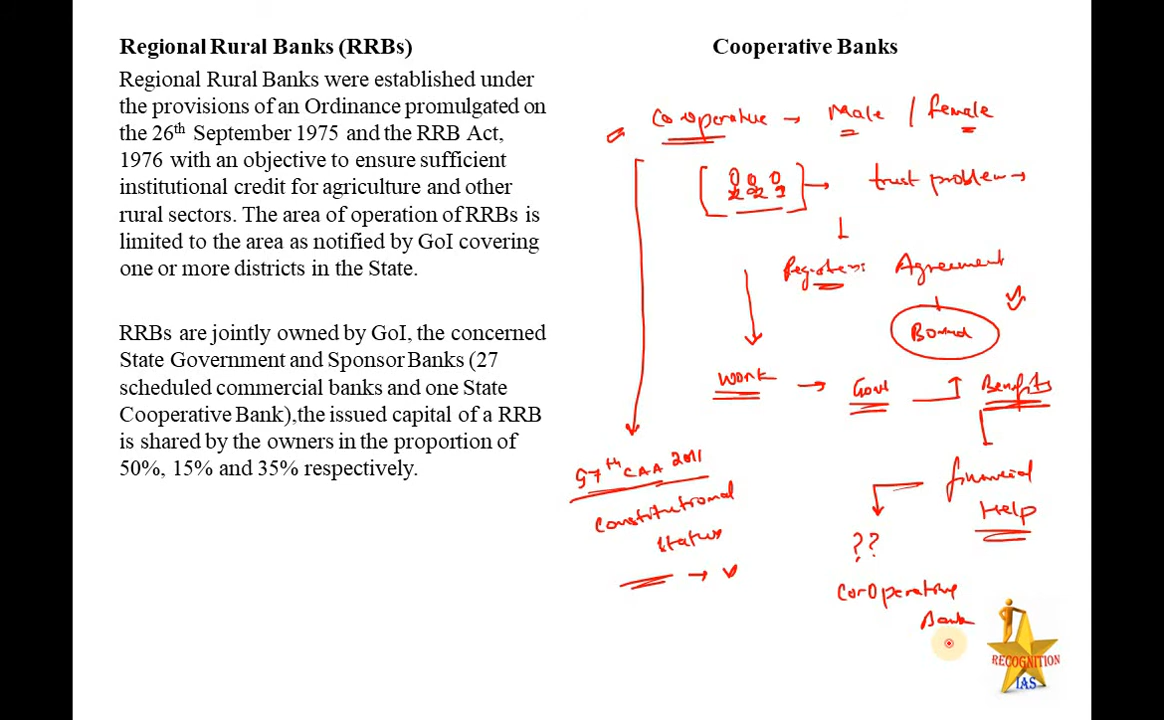 Regional Rural Banks (RRBs)
Regional Rural Banks were established under
the provisions of an Ordinance promulgated on
the 26th September 1975 and the RRB Act,
1976 with an objective to ensure sufficient
institutional credit for agriculture and other
rural sectors. The area of operation of RRBs is
limited to the area as notified by GoI covering
one or more districts in the State.
RRBs are jointly owned by GoI, the concerned
State Government and Sponsor Banks (27
scheduled commercial banks and one State
Cooperative Bank),the issued capital of a RRB
is shared by the owners in the proportion of
50%, 15% and 35% respectively.
Cooperative Banks
Co operative → Male / female
trust problem →
Agreement
Bound
Work → Govt Benefits
financial
Help
97th CAA 2011
Constitutional
status
??
CoOperative
Bank
RECOGNITION
IAS